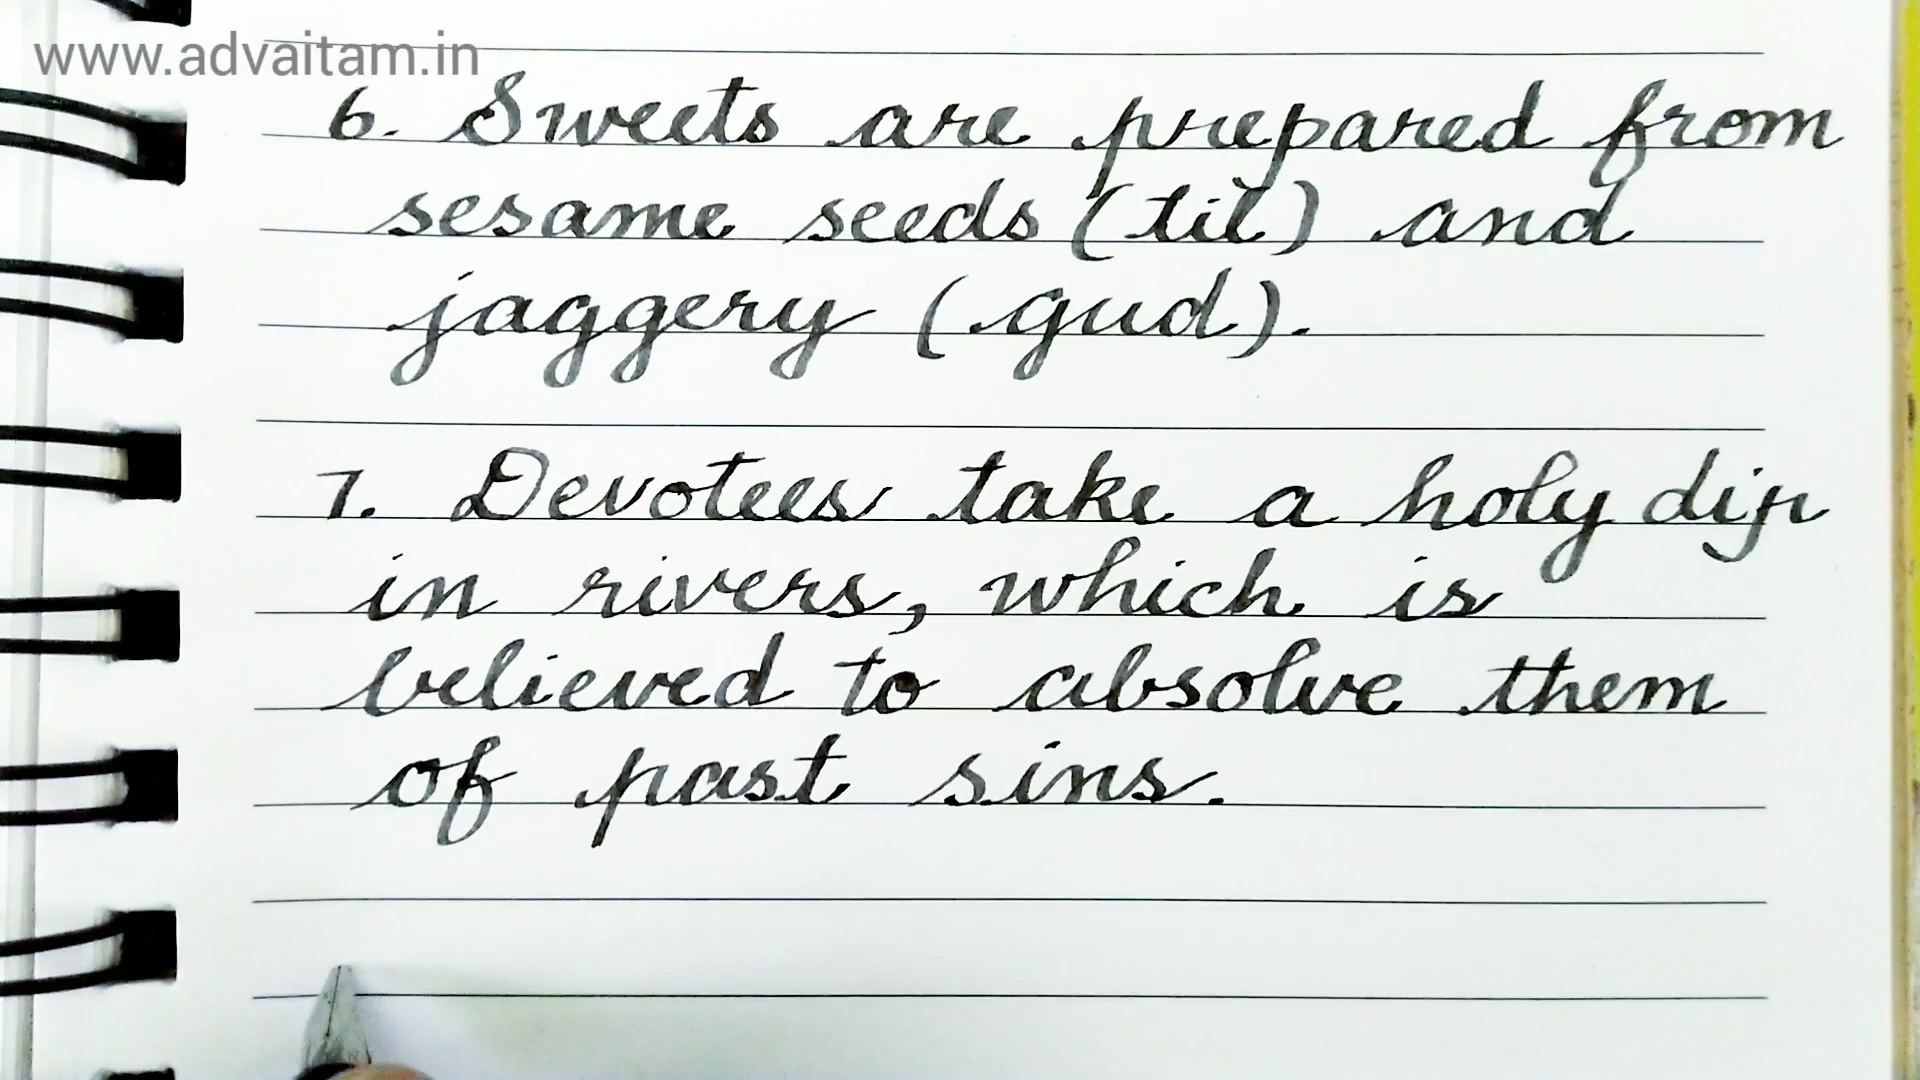 www.advaitam.in
6. Sweets are prepared from
sesame seeds (til) and
jaggery (gud).
7. Devotees take a holy dip
in rivers, which is
believed to absolve them
of past sins.